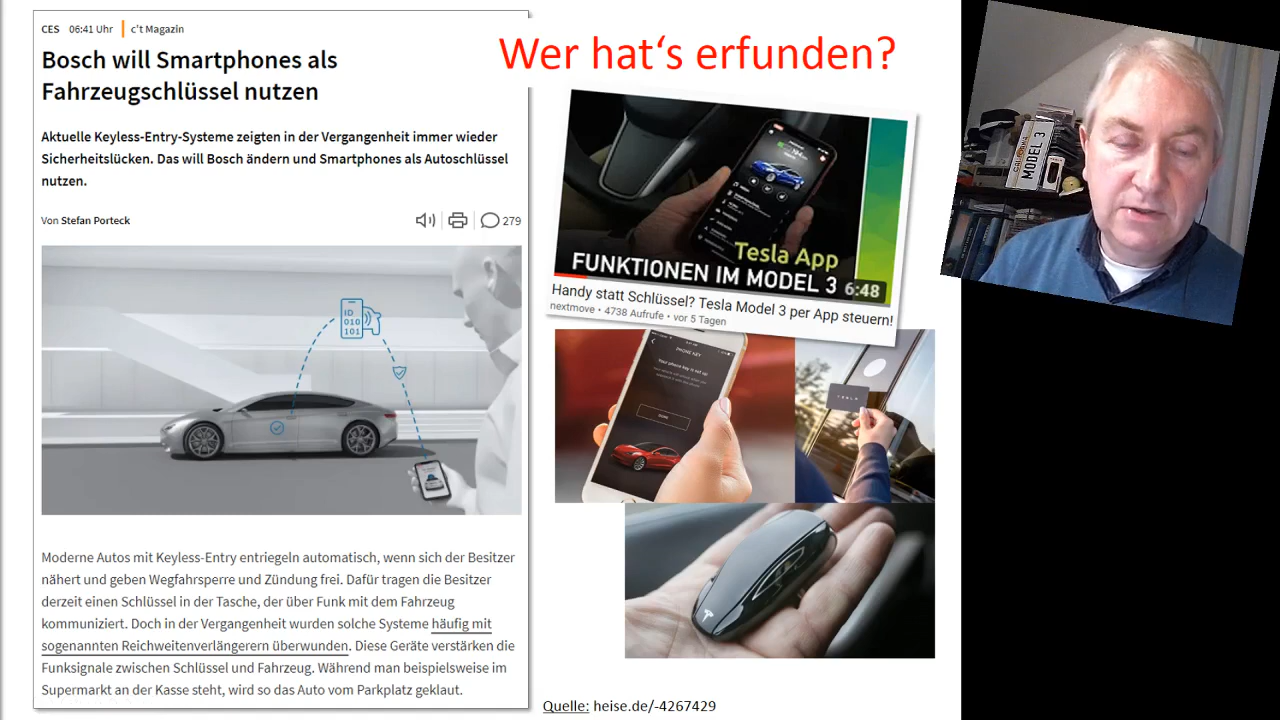 CES 06:41 Uhr c't Magazin
Bosch will Smartphones als
Fahrzeugschlüssel nutzen
Aktuelle Keyless-Entry-Systeme zeigten in der Vergangenheit immer wieder
Sicherheitslücken. Das will Bosch ändern und Smartphones als Autoschlüssel
nutzen.
Von Stefan Porteck
279
ID
010
101
Moderne Autos mit Keyless-Entry entriegeln automatisch, wenn sich der Besitzer
nähert und geben Wegfahrsperre und Zündung frei. Dafür tragen die Besitzer
derzeit einen Schlüssel in der Tasche, der über Funk mit dem Fahrzeug
kommuniziert. Doch in der Vergangenheit wurden solche Systeme häufig mit
sogenannten Reichweitenverlängerern überwunden. Diese Geräte verstärken die
Funksignale zwischen Schlüssel und Fahrzeug. Während man beispielsweise im
Supermarkt an der Kasse steht, wird so das Auto vom Parkplatz geklaut.
Wer hat‘s erfunden?
Tesla App
FUNKTIONEN IM MODEL 3
6:48
Handy statt Schlüssel? Tesla Model 3 per App steuern!
nextmove • 4738 Aufrufe • vor 5 Tagen
PHONE KEY
Your phone key is set up
DONE
TESLA
Quelle: heise.de/-4267429
MODEL 3